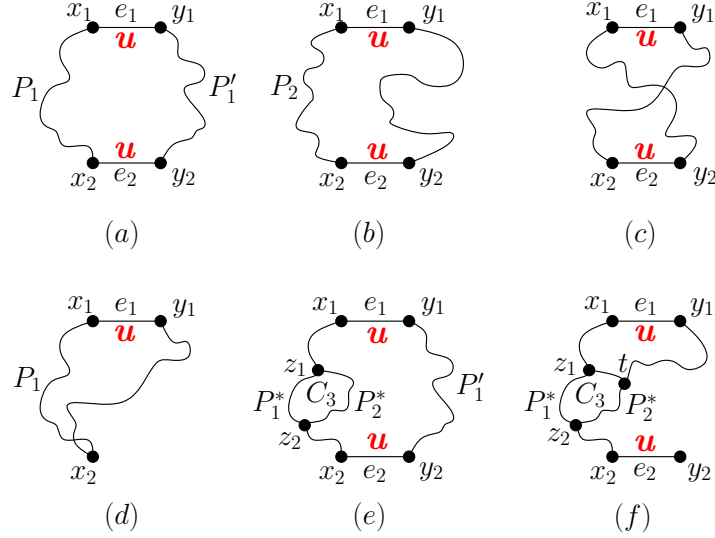 x₁ e₁ y₁ x₁ e₁ y₁ x₁ e₁ y₁
u u u
P₁ P₁′ P₂
u u u
x₂ e₂ y₂ x₂ e₂ y₂ x₂ e₂ y₂
(a) (b) (c)
x₁ e₁ y₁ x₁ e₁ y₁ x₁ e₁ y₁
u u u
z₁ z₁ t
P₁ P₁* C₃ P₂* P₁′ P₁* C₃ P₂*
z₂ u z₂ u
x₂ x₂ e₂ y₂ x₂ e₂ y₂
(d) (e) (f)